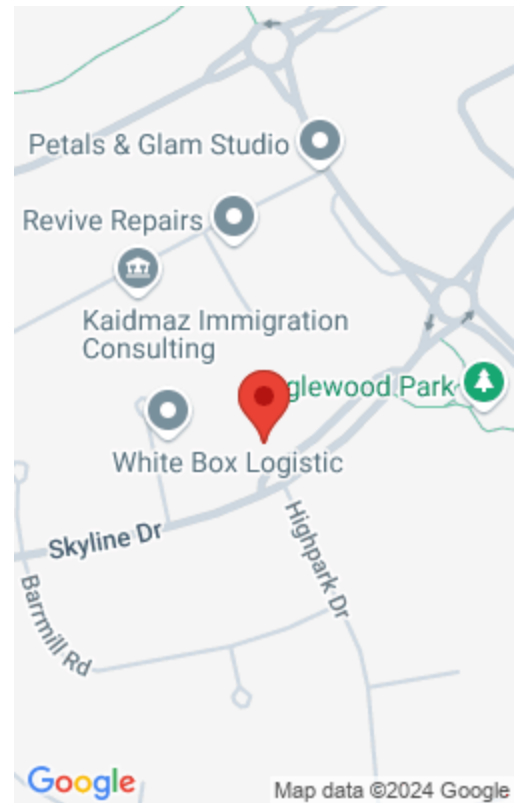 Petals & Glam Studio
Revive Repairs
Kaidmaz Immigration
Consulting
glewood Park
White Box Logistic
Skyline Dr
Highpark Dr
Barrmill Rd
Google
Map data ©2024 Google